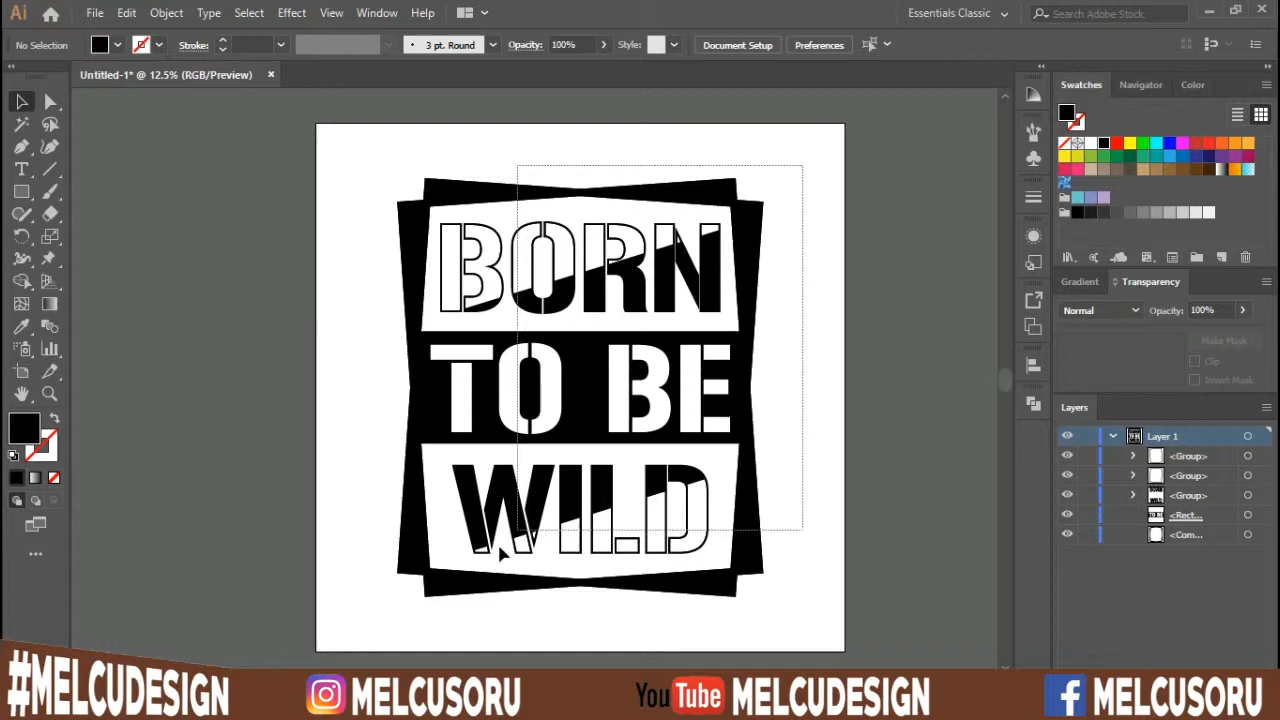 Ai File Edit Object Type Select Effect View Window Help Essentials Classic Search Adobe Stock
No Selection Stroke: 3 pt. Round Opacity: 100% Style: Document Setup Preferences
Untitled-1* @ 12.5% (RGB/Preview)
Swatches Navigator Color
BORN
TO BE
WILD
Gradient Transparency
Normal Opacity: 100%
Make Mask
Clip
Invert Mask
Layers
Layer 1
<Group>
<Group>
<Group>
<Rect...
<Com...
#MELCUDESIGN MELCUSORU YouTube MELCUDESIGN f MELCUSORU